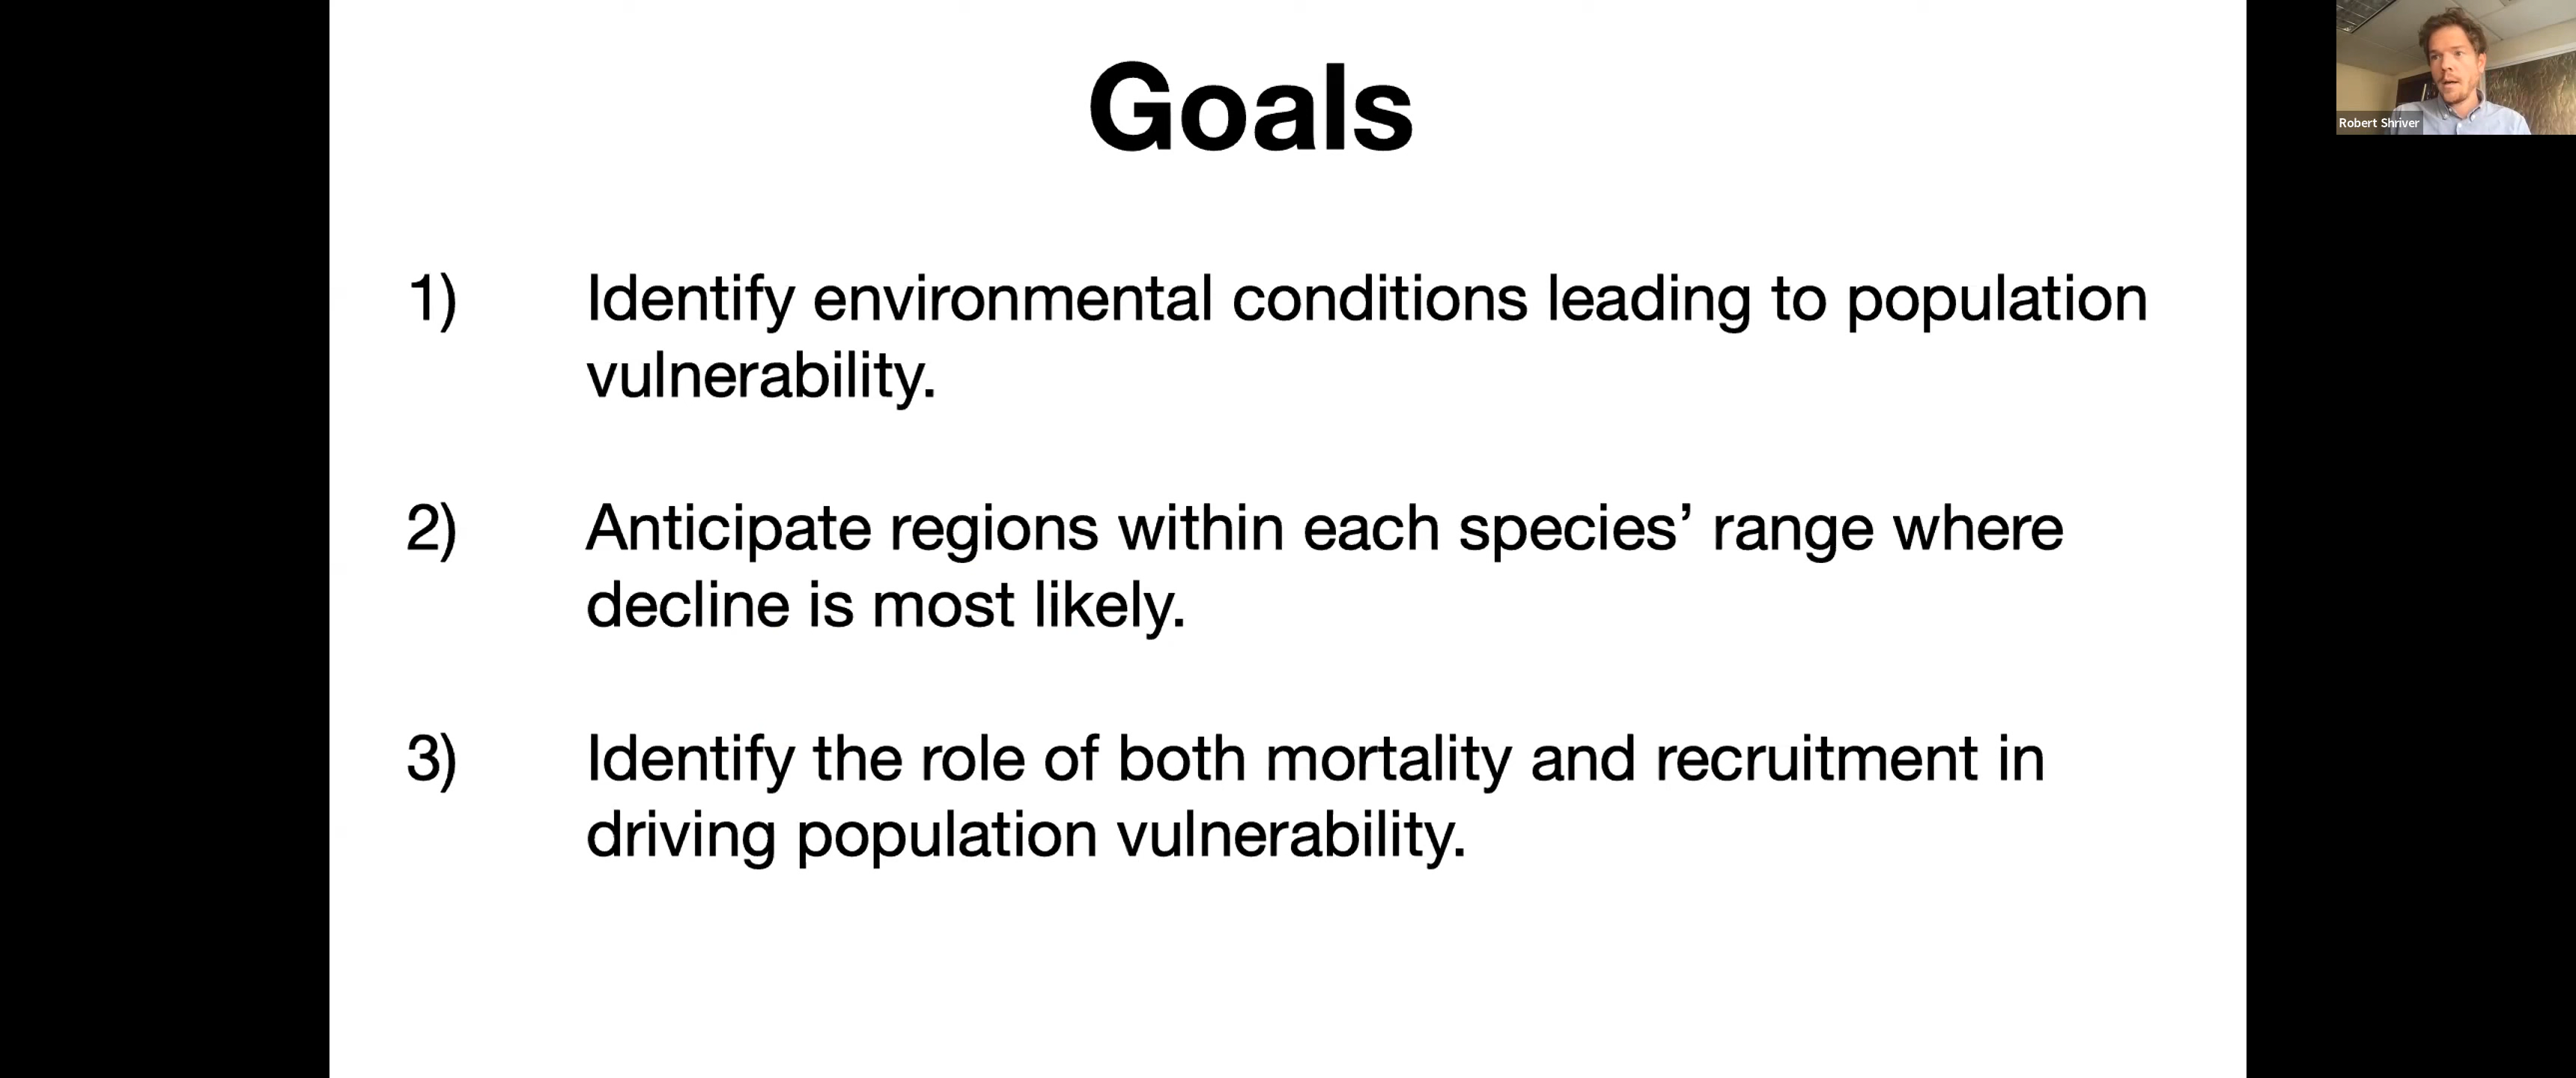 Goals
Robert Shriver
1) Identify environmental conditions leading to population
vulnerability.
2) Anticipate regions within each species’ range where
decline is most likely.
3) Identify the role of both mortality and recruitment in
driving population vulnerability.